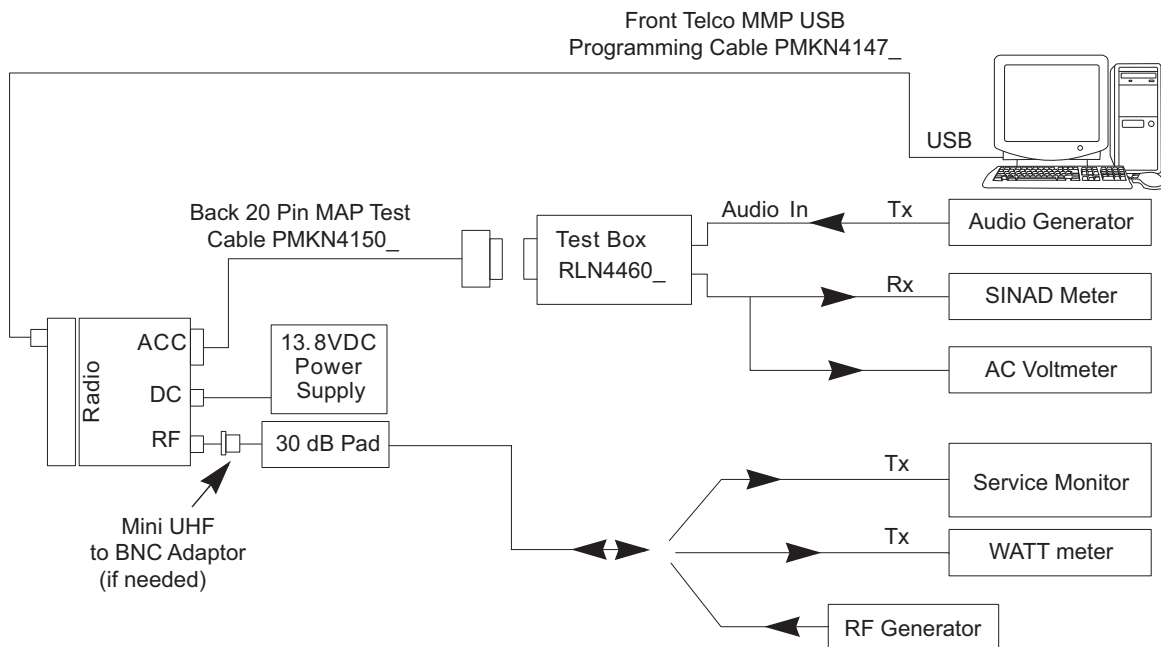 Front Telco MMP USB
Programming Cable PMKN4147_
USB
Back 20 Pin MAP Test
Cable PMKN4150_
Test Box
RLN4460_
Audio In
Tx
Audio Generator
Rx
SINAD Meter
AC Voltmeter
Radio
ACC
DC
RF
13.8VDC
Power
Supply
30 dB Pad
Mini UHF
to BNC Adaptor
(if needed)
Tx
Service Monitor
Tx
WATT meter
RF Generator